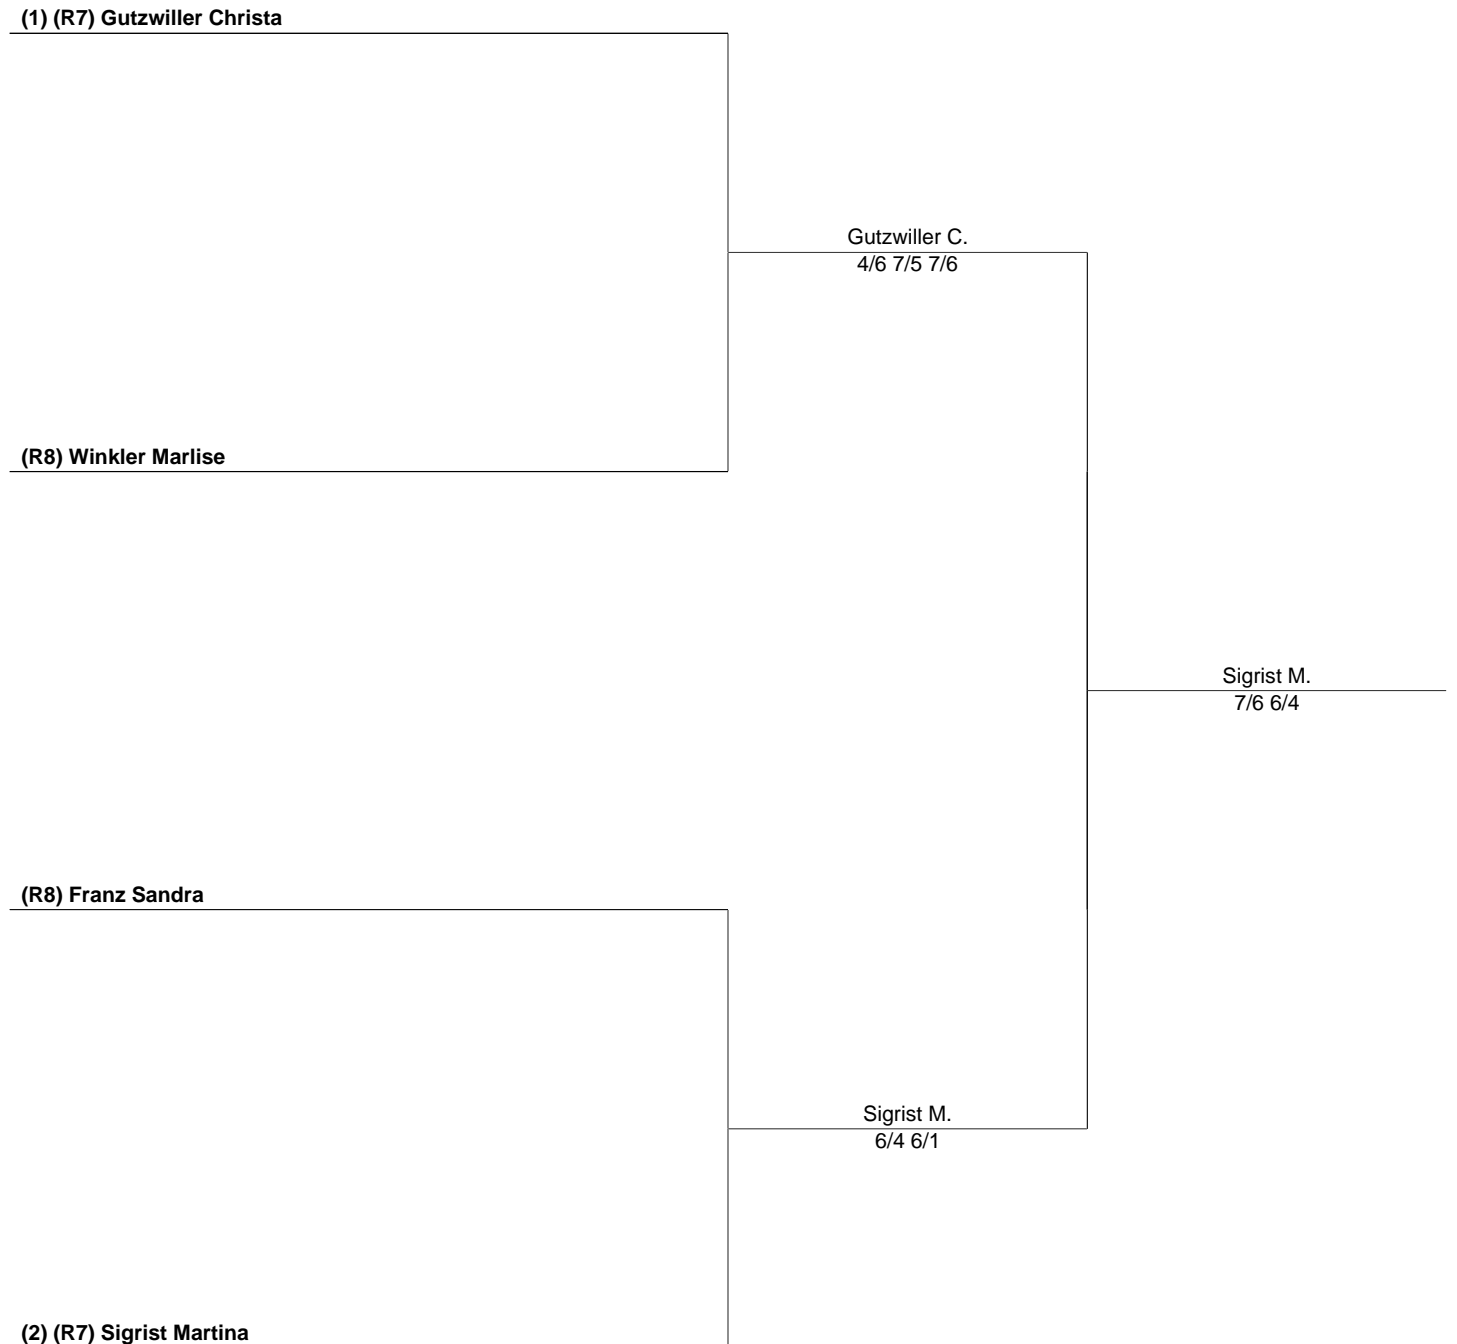 (1) (R7) Gutzwiller Christa
Gutzwiller C.
4/6 7/5 7/6
(R8) Winkler Marlise
Sigrist M.
7/6 6/4
(R8) Franz Sandra
Sigrist M.
6/4 6/1
(2) (R7) Sigrist Martina